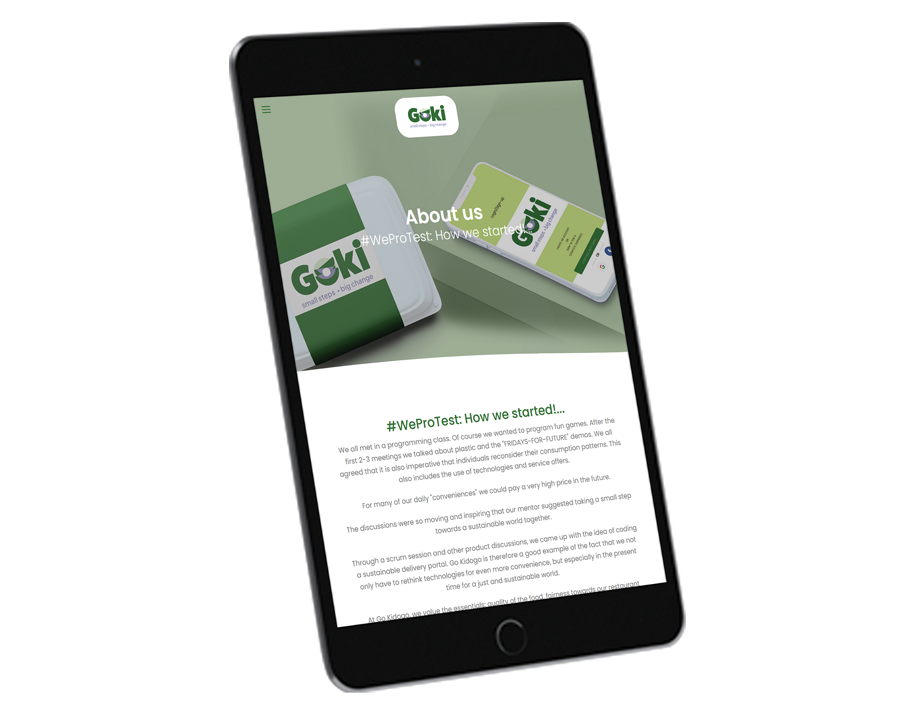 Goki
small steps • big change
About us
#WeProTest: How we started!...
Goki
small steps • big change
Goki
small steps • big change
#WeProTest: How we started!...
We all met in a programming class. Of course we wanted to program fun games. After the
first 2-3 meetings we talked about plastic and the "FRIDAYS-FOR-FUTURE" demos. We all
agreed that it is also imperative that individuals reconsider their consumption patterns. This
also includes the use of technologies and service offers.
For many of our daily "conveniences" we could pay a very high price in the future.
The discussions were so moving and inspiring that our mentor suggested taking a small step
towards a sustainable world together.
Through a scrum session and other product discussions, we came up with the idea of coding
a sustainable delivery portal. Go Kidogo is therefore a good example of the fact that we not
only have to rethink technologies for even more convenience, but especially in the present
time for a just and sustainable world.
At Go Kidogo, we value the essentials: quality of the food, fairness towards our restaurant